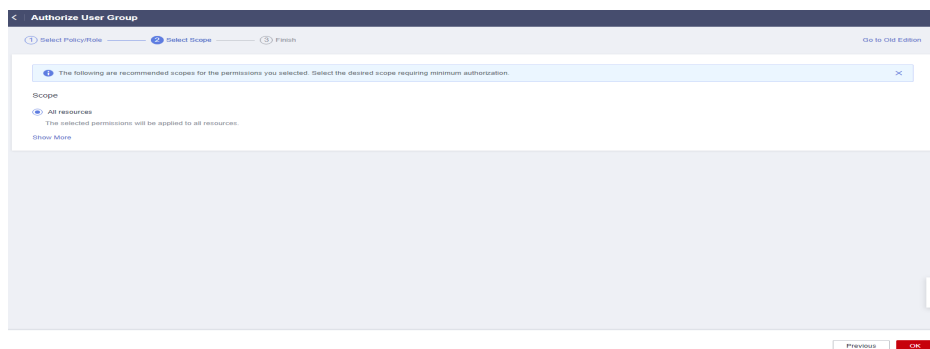 < Authorize User Group
1 Select Policy/Role 2 Select Scope 3 Finish Go to Old Edition
The following are recommended scopes for the permissions you selected. Select the desired scope requiring minimum authorization.
Scope
All resources
The selected permissions will be applied to all resources.
Show More
Previous OK